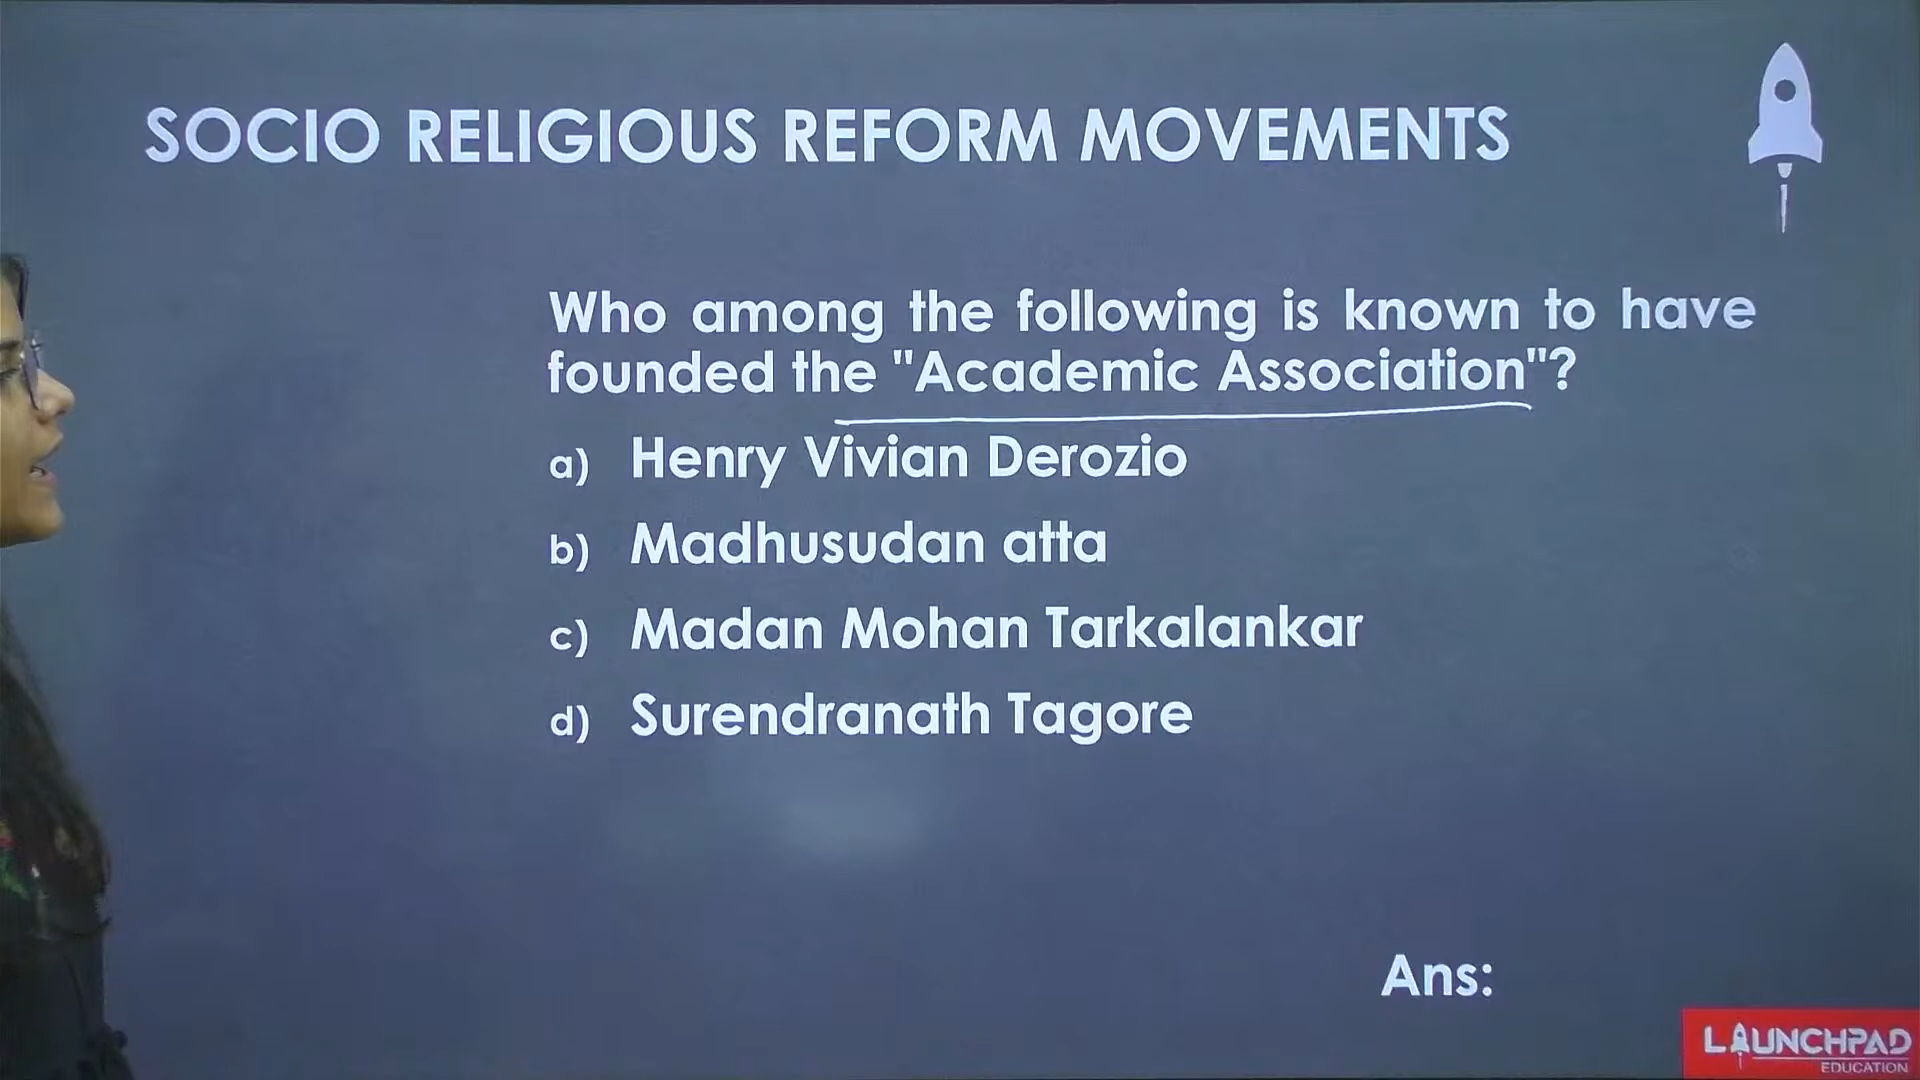 SOCIO RELIGIOUS REFORM MOVEMENTS
Who among the following is known to have
founded the "Academic Association"?
a) Henry Vivian Derozio
b) Madhusudan atta
c) Madan Mohan Tarkalankar
d) Surendranath Tagore
Ans:
LAUNCHPAD
EDUCATION